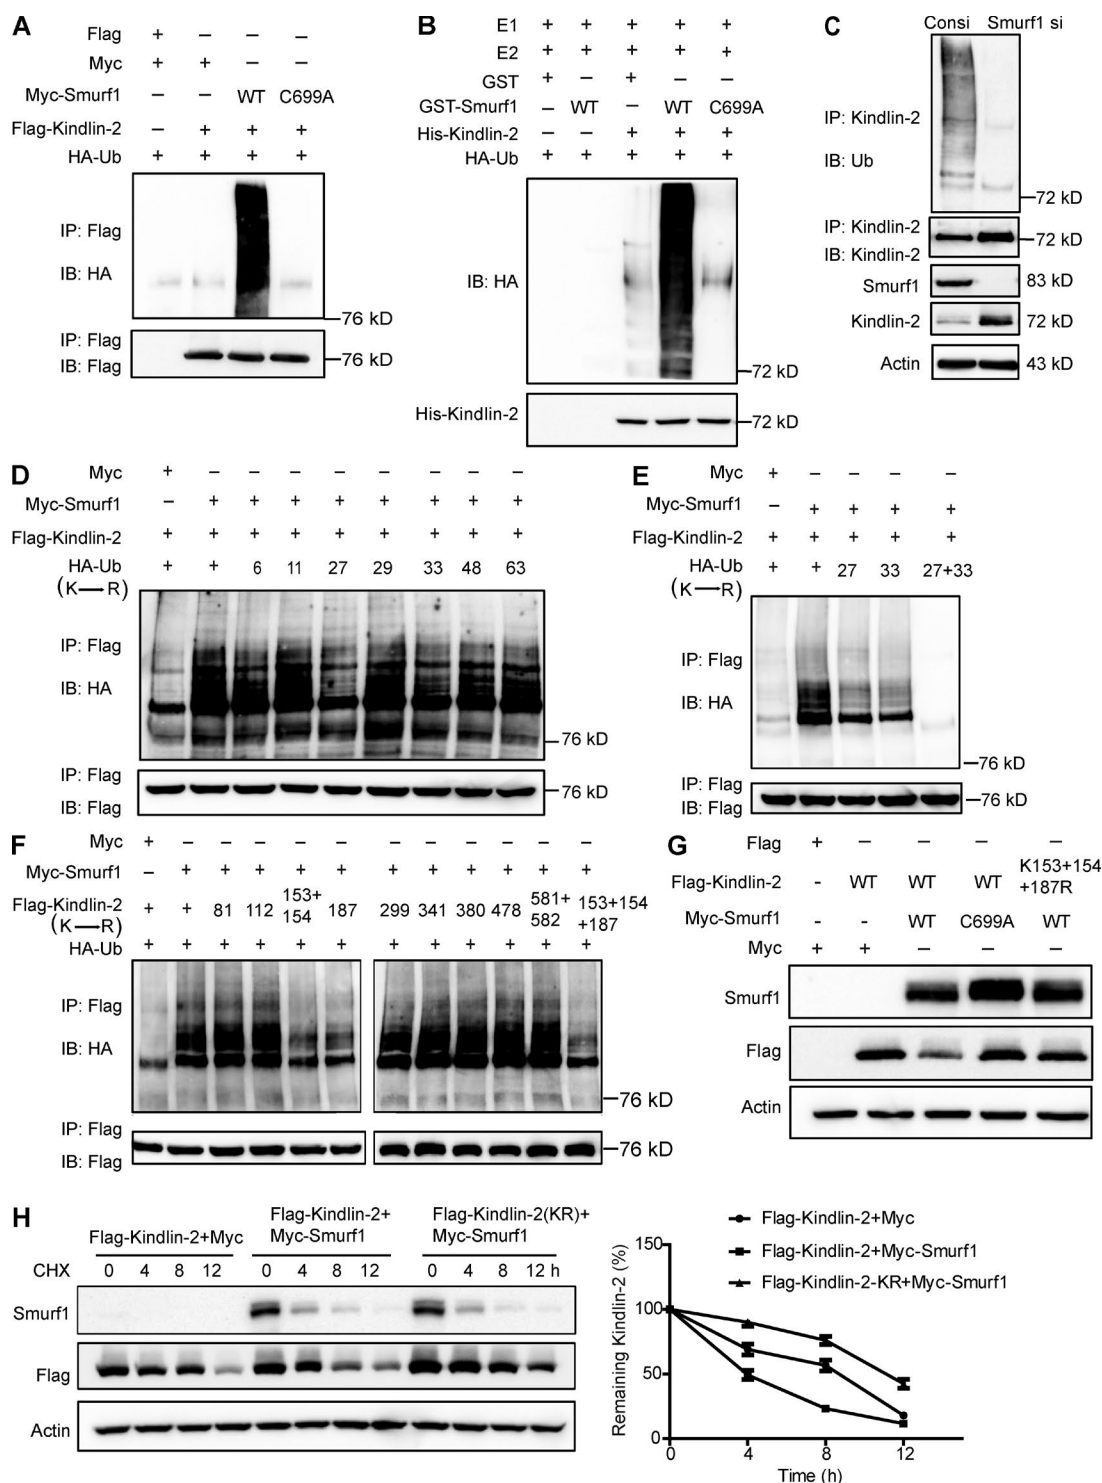 A
Flag + – – –
Myc + + – –
Myc-Smurf1 – – WT C699A
Flag-Kindlin-2 – + + +
HA-Ub + + + +
IP: Flag
IB: HA
76 kD
IP: Flag
IB: Flag
76 kD
B
E1 + + + + +
E2 + + + + +
GST + – + – –
GST-Smurf1 – WT – WT C699A
His-Kindlin-2 – – + + +
HA-Ub + + + + +
IB: HA
72 kD
His-Kindlin-2
72 kD
C
Consi Smurf1 si
IP: Kindlin-2
IB: Ub
72 kD
IP: Kindlin-2
IB: Kindlin-2
72 kD
Smurf1 83 kD
Kindlin-2 72 kD
Actin 43 kD
D
Myc + – – – – – – – –
Myc-Smurf1 – + + + + + + + +
Flag-Kindlin-2 + + + + + + + + +
HA-Ub + + 6 11 27 29 33 48 63
(K→R)
IP: Flag
IB: HA
76 kD
IP: Flag
IB: Flag
76 kD
E
Myc + – – – –
Myc-Smurf1 – + + + +
Flag-Kindlin-2 + + + + +
HA-Ub + + 27 33 27+33
(K→R)
IP: Flag
IB: HA
76 kD
IP: Flag
IB: Flag
76 kD
F
Myc + – – – – – – – – – – –
Myc-Smurf1 – + + + + + + + + + + +
Flag-Kindlin-2 + + 81 112 153+154 187 299 341 380 478 581+582 153+154+187
(K→R)
HA-Ub + + + + + + + + + + + +
IP: Flag
IB: HA
76 kD
IP: Flag
IB: Flag
76 kD
G
Flag + – – – –
Flag-Kindlin-2 - WT WT WT K153+154+187R
Myc-Smurf1 - - WT C699A WT
Myc + + – – –
Smurf1
Flag
Actin
H
Flag-Kindlin-2+Myc
Flag-Kindlin-2+
Myc-Smurf1
Flag-Kindlin-2(KR)+
Myc-Smurf1
CHX 0 4 8 12 0 4 8 12 0 4 8 12 h
Smurf1
Flag
Actin
Flag-Kindlin-2+Myc
Flag-Kindlin-2+Myc-Smurf1
Flag-Kindlin-2-KR+Myc-Smurf1
Remaining Kindlin-2 (%)
150
100
50
0
0 4 8 12
Time (h)